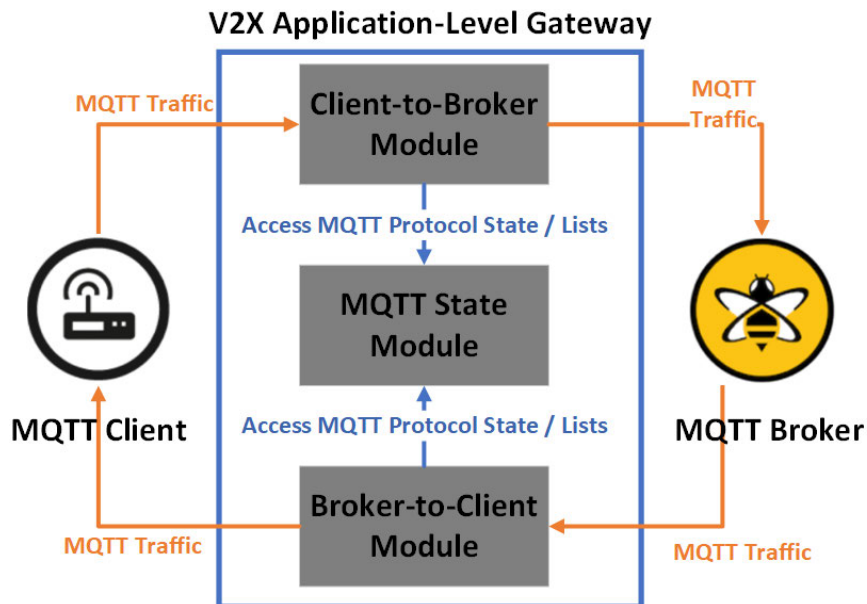 V2X Application-Level Gateway
MQTT Traffic
Client-to-Broker
Module
MQTT
Traffic
Access MQTT Protocol State / Lists
MQTT State
Module
MQTT Client
Access MQTT Protocol State / Lists
MQTT Broker
Broker-to-Client
Module
MQTT Traffic
MQTT Traffic